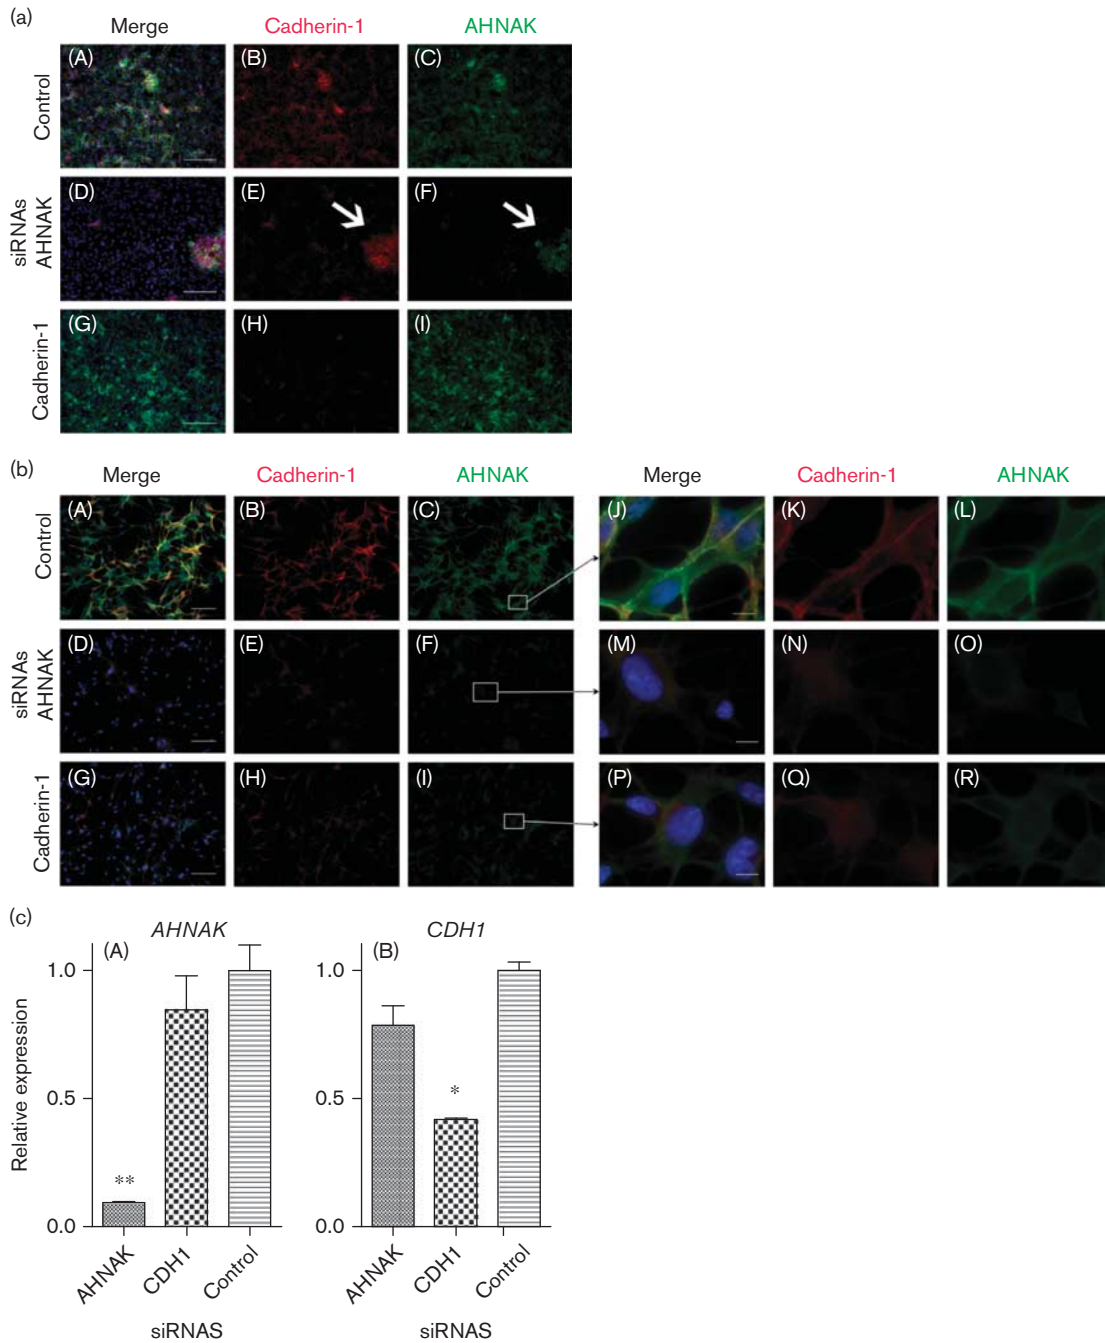 (a)
Merge Cadherin-1 AHNAK
Control
(A) (B) (C)
siRNAs
AHNAK
(D) (E) (F)
Cadherin-1
(G) (H) (I)
(b)
Merge Cadherin-1 AHNAK Merge Cadherin-1 AHNAK
Control
(A) (B) (C) (J) (K) (L)
siRNAs
AHNAK
(D) (E) (F) (M) (N) (O)
Cadherin-1
(G) (H) (I) (P) (Q) (R)
(c)
AHNAK
(A)
Relative expression
1.0
0.5
0.0
**
AHNAK CDH1 Control
siRNAS
CDH1
(B)
1.0
0.5
0.0
*
AHNAK CDH1 Control
siRNAS